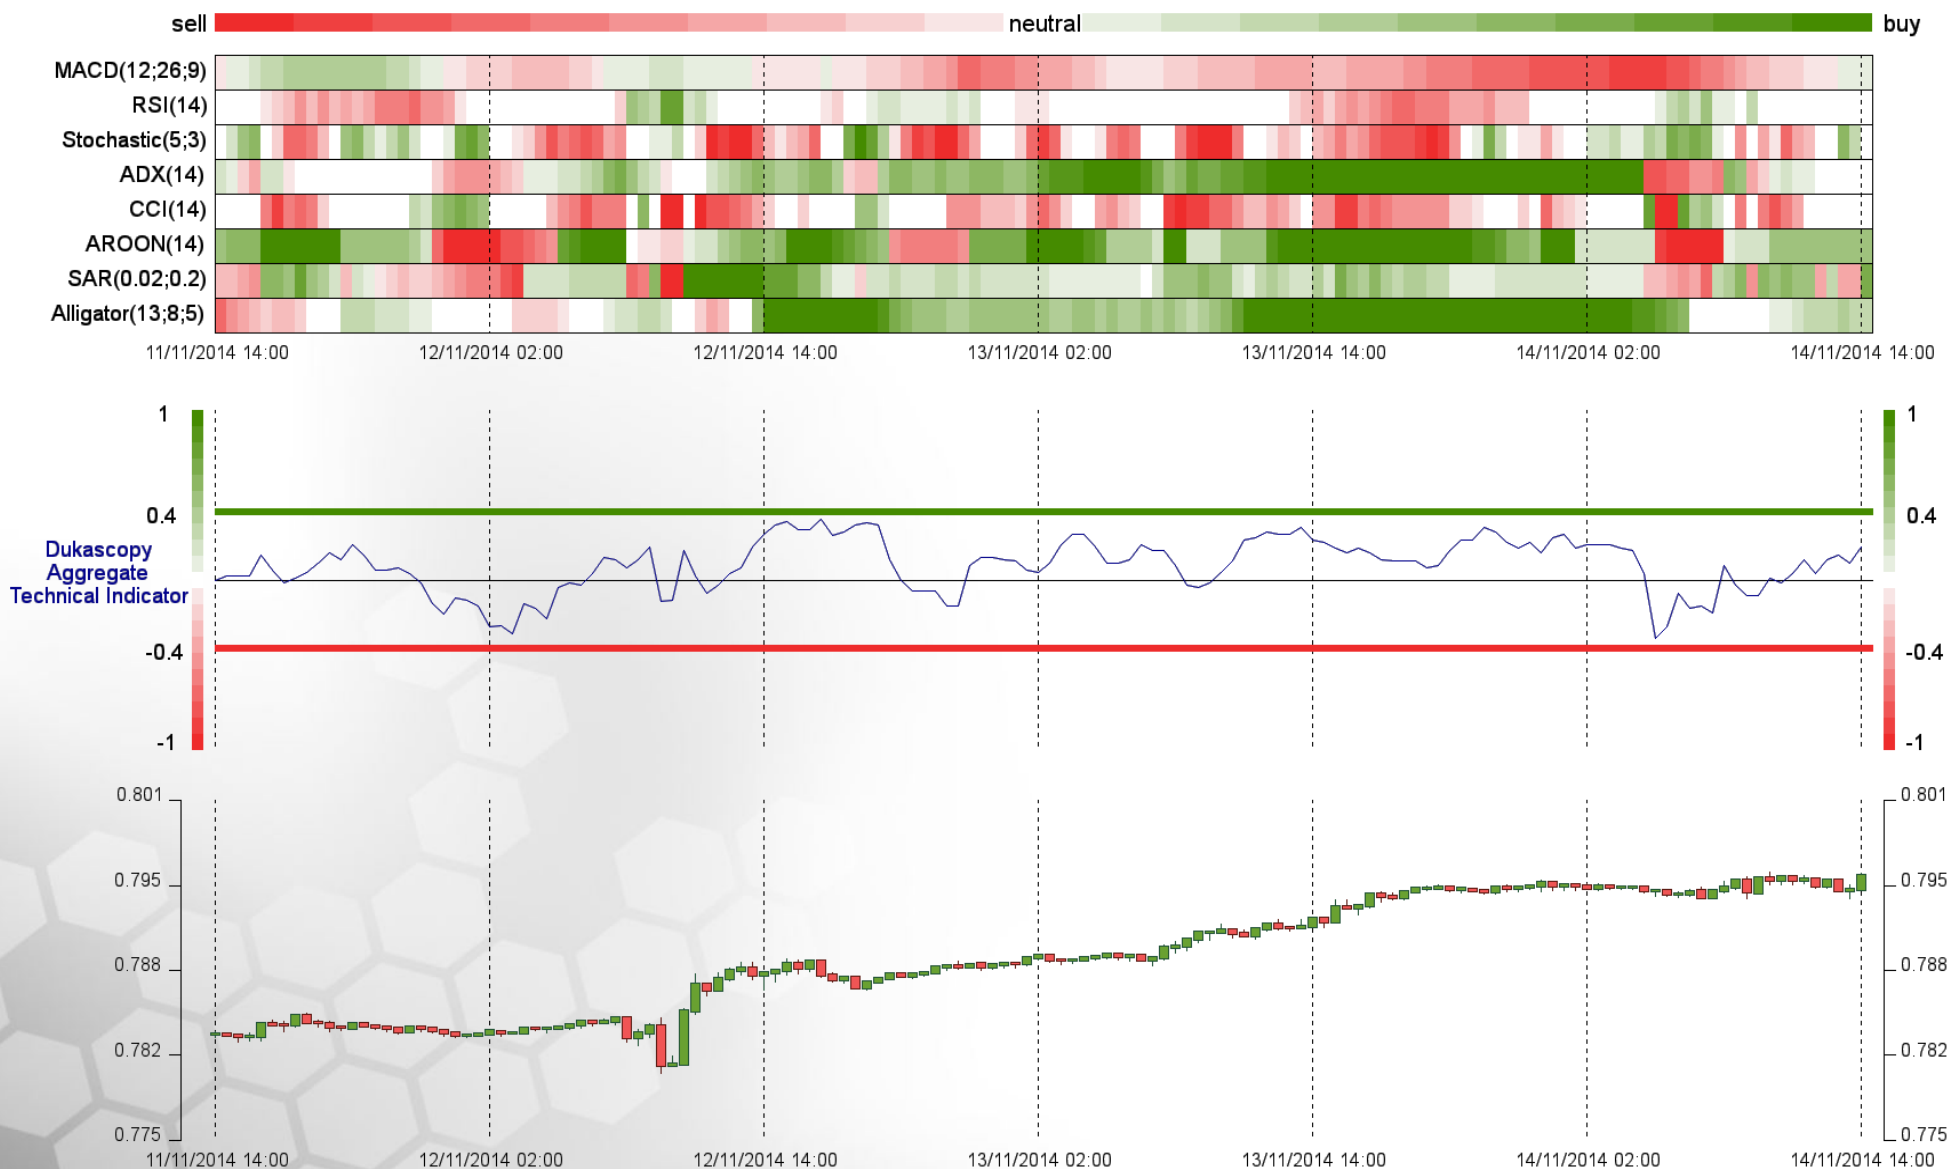 sell neutral buy
MACD(12;26;9)
RSI(14)
Stochastic(5;3)
ADX(14)
CCI(14)
AROON(14)
SAR(0.02;0.2)
Alligator(13;8;5)
11/11/2014 14:00 12/11/2014 02:00 12/11/2014 14:00 13/11/2014 02:00 13/11/2014 14:00 14/11/2014 02:00 14/11/2014 14:00
1 1
0.4 0.4
Dukascopy
Aggregate
Technical Indicator
-0.4 -0.4
-1 -1
0.801 0.801
0.795 0.795
0.788 0.788
0.782 0.782
0.775 0.775
11/11/2014 14:00 12/11/2014 02:00 12/11/2014 14:00 13/11/2014 02:00 13/11/2014 14:00 14/11/2014 02:00 14/11/2014 14:00